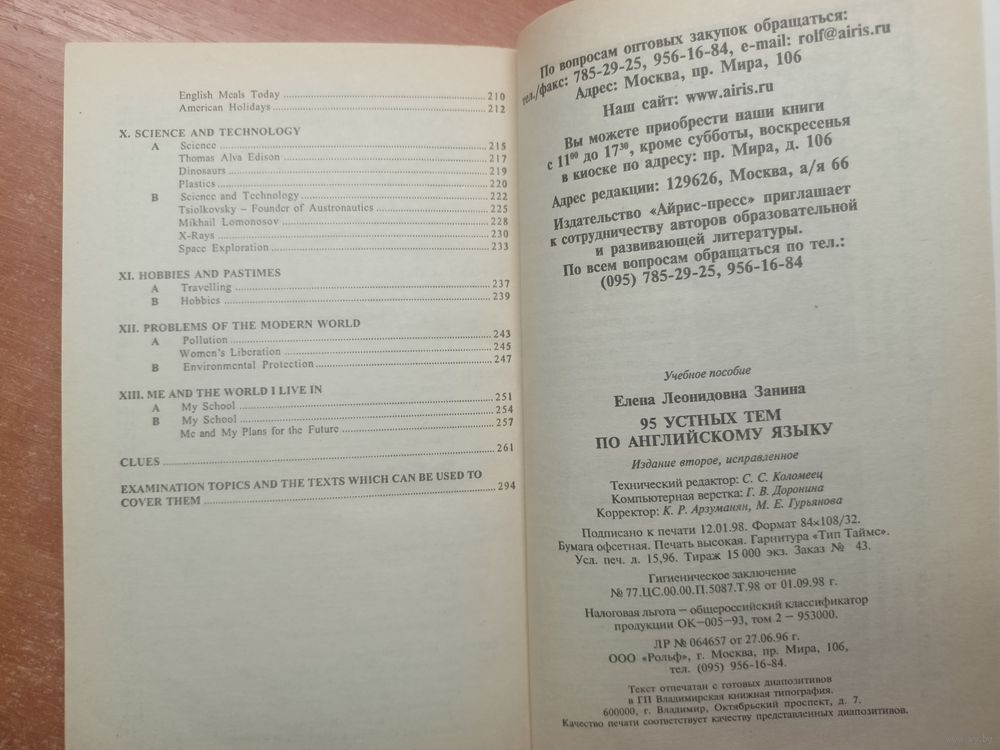 English Meals Today ... 210
American Holidays ... 212
X. SCIENCE AND TECHNOLOGY
A Science ... 215
Thomas Alva Edison ... 217
Dinosaurs ... 219
Plastics ... 220
B Science and Technology ... 222
Tsiolkovsky – Founder of Austronautics ... 225
Mikhail Lomonosov ... 228
X-Rays ... 230
Space Exploration ... 233
XI. HOBBIES AND PASTIMES
A Travelling ... 237
B Hobbies ... 239
XII. PROBLEMS OF THE MODERN WORLD
A Pollution ... 243
Women's Liberation ... 245
B Environmental Protection ... 247
XIII. ME AND THE WORLD I LIVE IN
A My School ... 251
B My School ... 254
Me and My Plans for the Future ... 257
CLUES ... 261
EXAMINATION TOPICS AND THE TEXTS WHICH CAN BE USED TO
COVER THEM ... 294
По вопросам оптовых закупок обращаться:
тел./факс: 785-29-25, 956-16-84, e-mail: rolf@airis.ru
Адрес: Москва, пр. Мира, 106
Наш сайт: www.airis.ru
Вы можете приобрести наши книги
с 11⁰⁰ до 17³⁰, кроме субботы, воскресенья
в киоске по адресу: пр. Мира, д. 106
Адрес редакции: 129626, Москва, а/я 66
Издательство «Айрис-пресс» приглашает
к сотрудничеству авторов образовательной
и развивающей литературы.
По всем вопросам обращаться по тел.:
(095) 785-29-25, 956-16-84
Учебное пособие
Елена Леонидовна Занина
95 УСТНЫХ ТЕМ
ПО АНГЛИЙСКОМУ ЯЗЫКУ
Издание второе, исправленное
Технический редактор: С. С. Коломеец
Компьютерная верстка: Г. В. Доронина
Корректор: К. Р. Арзуманян, М. Е. Гурьянова
Подписано к печати 12.01.98. Формат 84×108/32.
Бумага офсетная. Печать высокая. Гарнитура «Тип Таймс».
Усл. печ. л. 15,96. Тираж 15 000 экз. Заказ № 43.
Гигиеническое заключение
№ 77.ЦС.00.00.П.5087.Т.98 от 01.09.98 г.
Налоговая льгота – общероссийский классификатор
продукции ОК—005—93, том 2 – 953000.
ЛР № 064657 от 27.06.96 г.
ООО «Рольф», г. Москва, пр. Мира, 106,
тел. (095) 956-16-84.
Текст отпечатан с готовых диапозитивов
в ГП Владимирская книжная типография.
600000, г. Владимир, Октябрьский проспект, д. 7.
Качество печати соответствует качеству представленных диапозитивов.